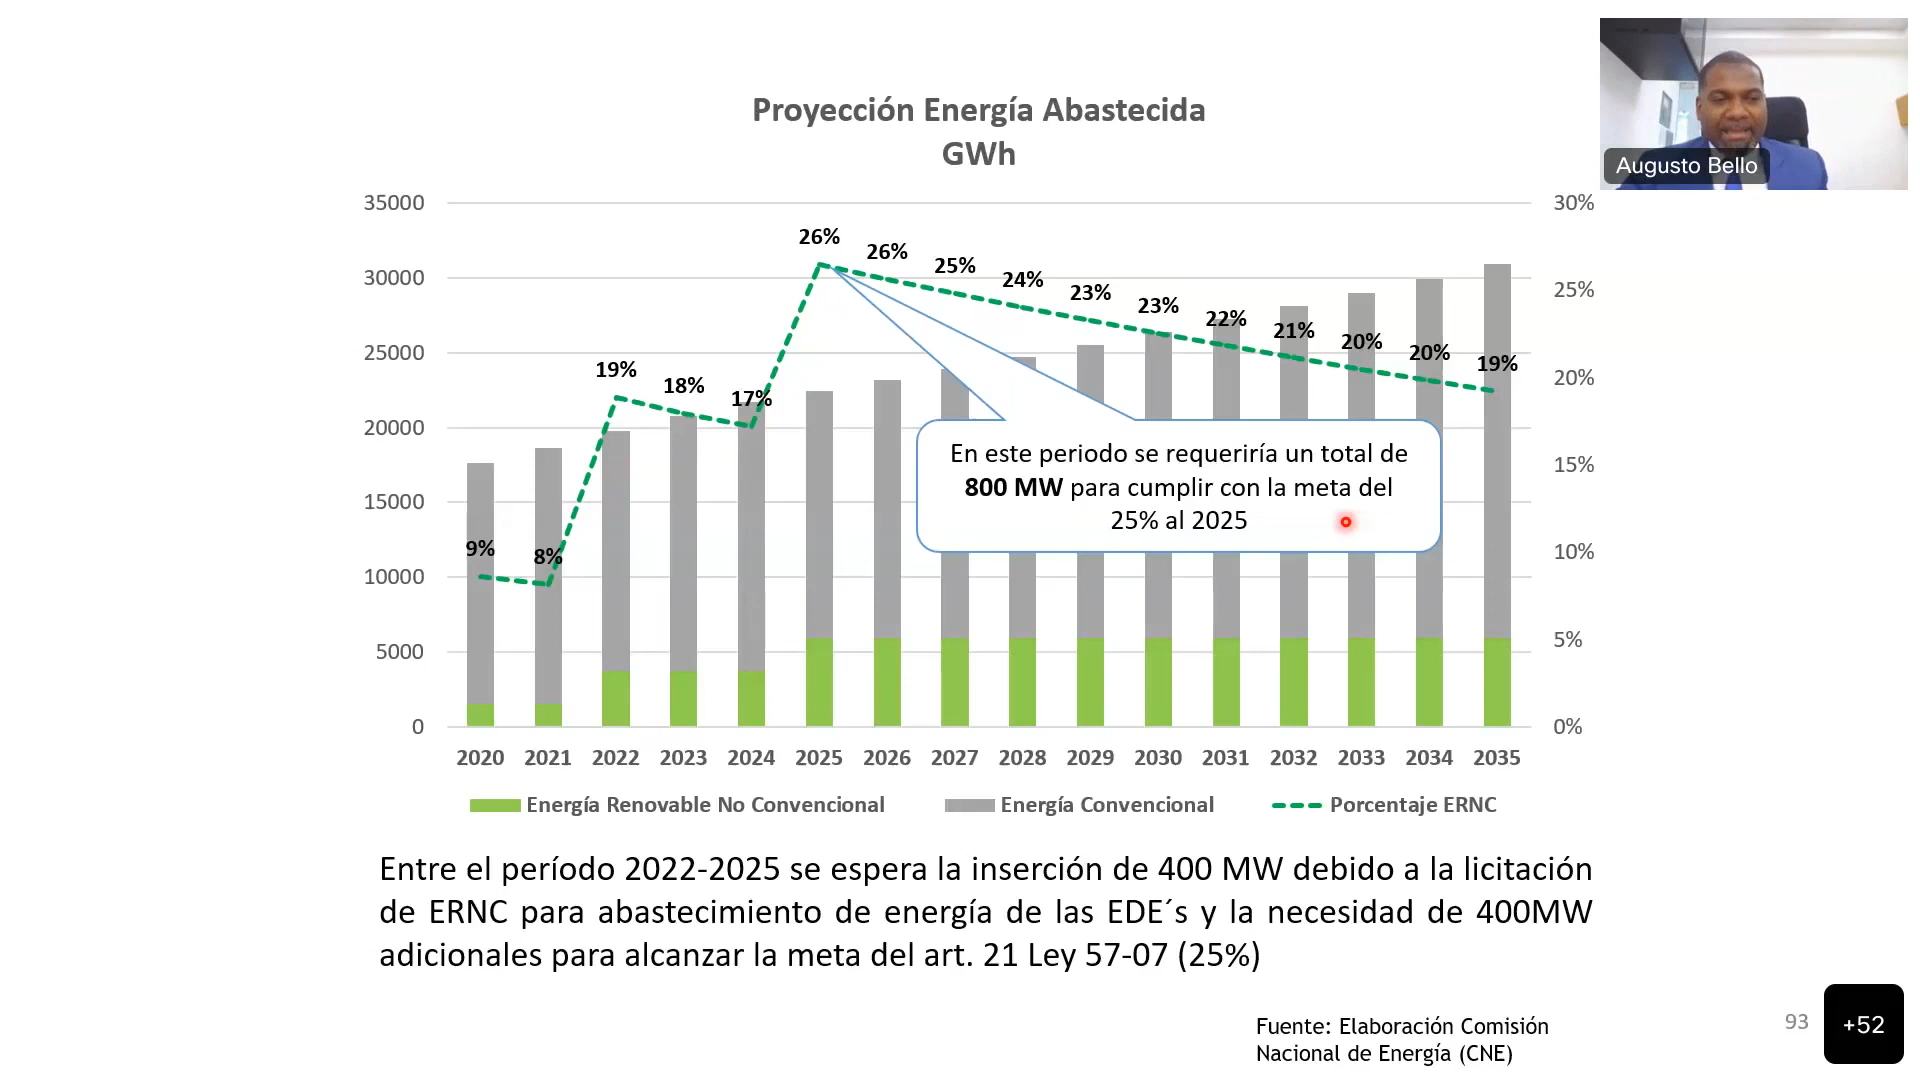 Augusto Bello
Proyección Energía Abastecida
GWh
35000
30000
25000
20000
15000
10000
5000
0
30%
25%
20%
15%
10%
5%
0%
9%
8%
19%
18%
17%
26%
26%
25%
24%
23%
23%
22%
21%
20%
20%
19%
En este periodo se requeriría un total de
800 MW para cumplir con la meta del
25% al 2025
2020 2021 2022 2023 2024 2025 2026 2027 2028 2029 2030 2031 2032 2033 2034 2035
Energía Renovable No Convencional Energía Convencional Porcentaje ERNC
Entre el período 2022-2025 se espera la inserción de 400 MW debido a la licitación
de ERNC para abastecimiento de energía de las EDE´s y la necesidad de 400MW
adicionales para alcanzar la meta del art. 21 Ley 57-07 (25%)
Fuente: Elaboración Comisión
Nacional de Energía (CNE)
93
+52